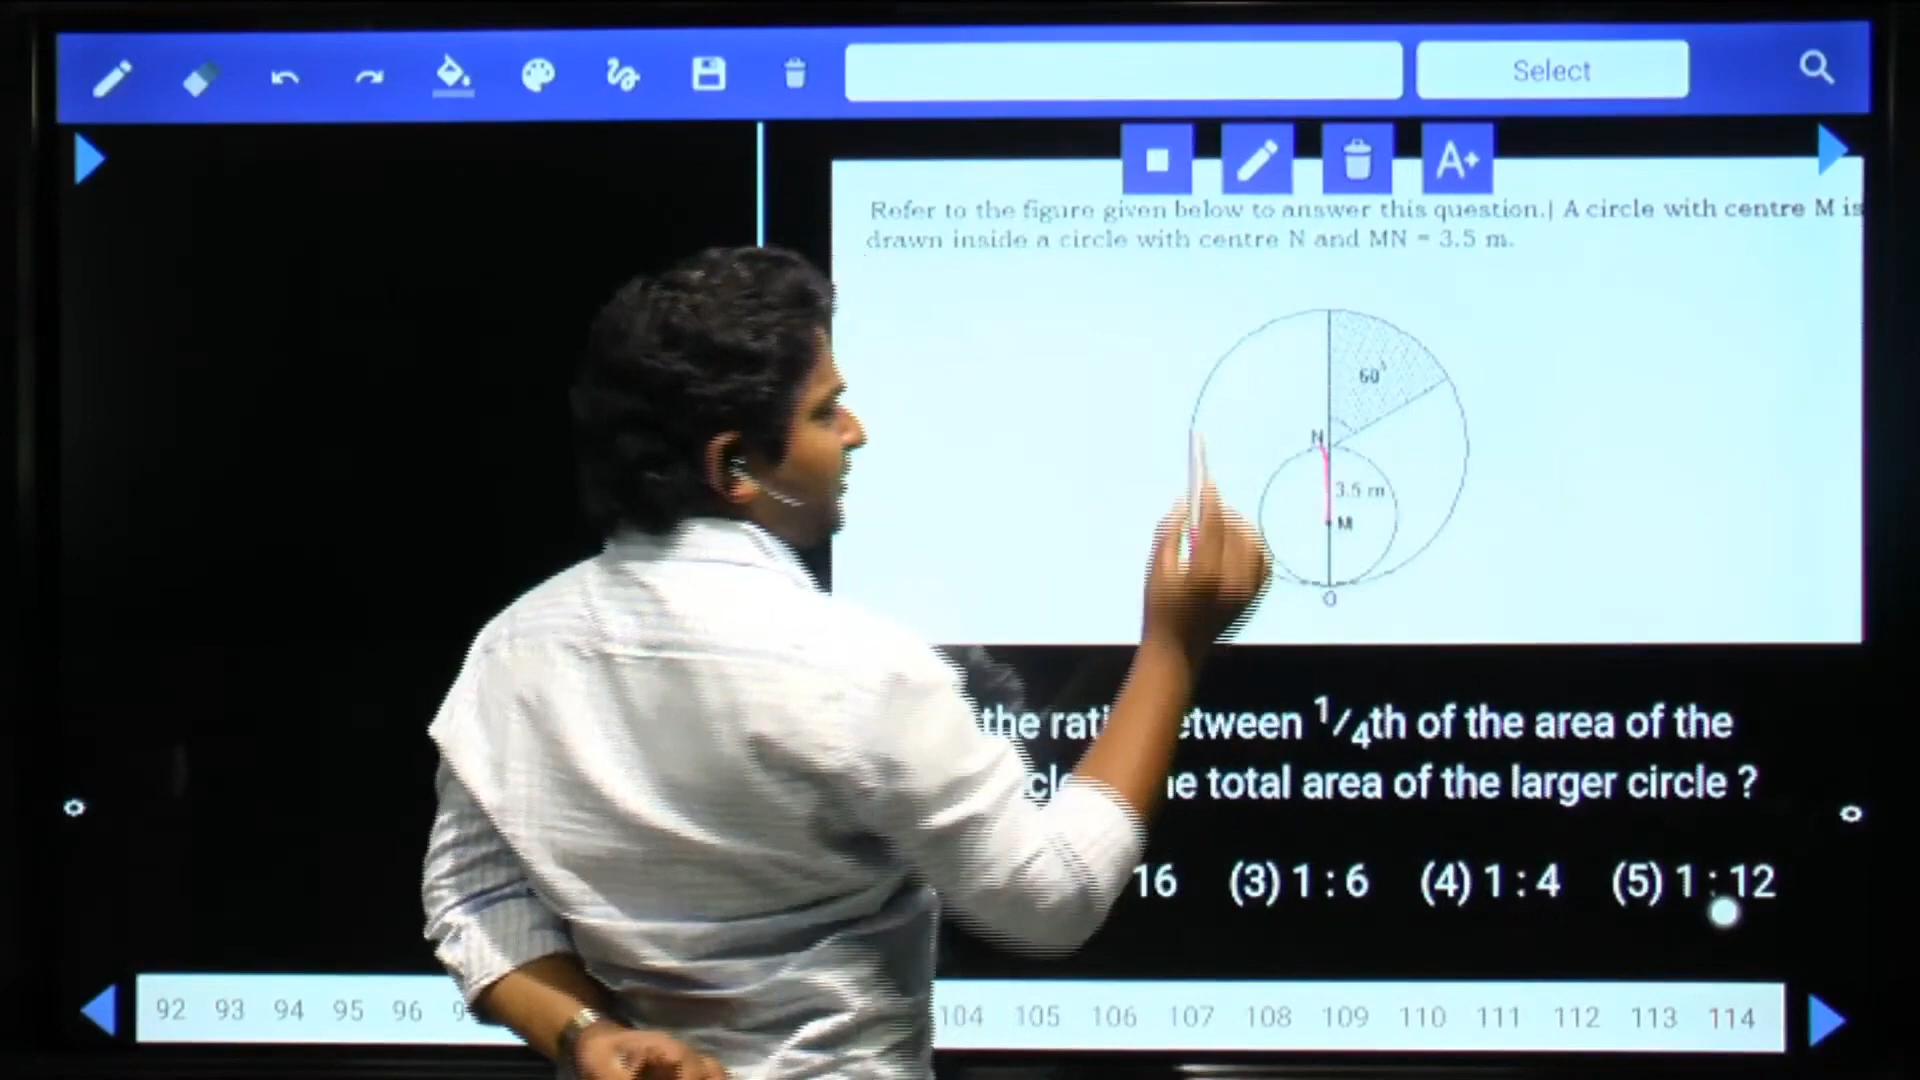 Select
A+
Refer to the figure given below to answer this question.| A circle with centre M is
drawn inside a circle with centre N and MN = 3.5 m.
60°
N
3.5 m
M
O
the between 1/4th of the area of the
total area of the larger circle ?
16 (3) 1 : 6 (4) 1 : 4 (5) 1 : 12
92 93 94 95 96 104 105 106 107 108 109 110 111 112 113 114